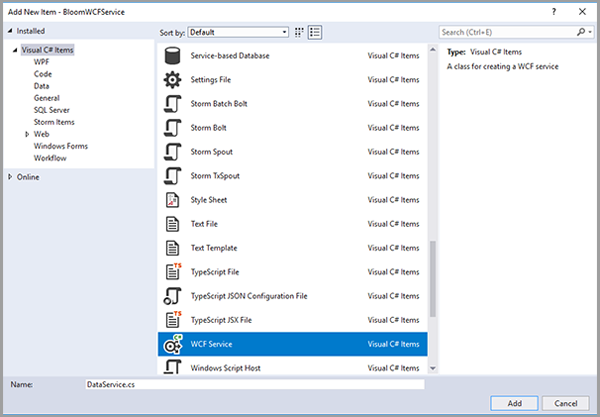 Add New Item - BloomWCFService
? 
Installed
Sort by: Default
Search (Ctrl+E)
Visual C# Items
WPF
Code
Data
General
SQL Server
Storm Items
Web
Windows Forms
Workflow
Online
Service-based Database Visual C# Items
Settings File Visual C# Items
Storm Batch Bolt Visual C# Items
Storm Bolt Visual C# Items
Storm Spout Visual C# Items
Storm TxSpout Visual C# Items
Style Sheet Visual C# Items
Text File Visual C# Items
Text Template Visual C# Items
TS TypeScript File Visual C# Items
TypeScript JSON Configuration File Visual C# Items
TS TypeScript JSX File Visual C# Items
C# WCF Service Visual C# Items
Windows Script Host Visual C# Items
Type: Visual C# Items
A class for creating a WCF service
Name: DataService.cs
Add Cancel